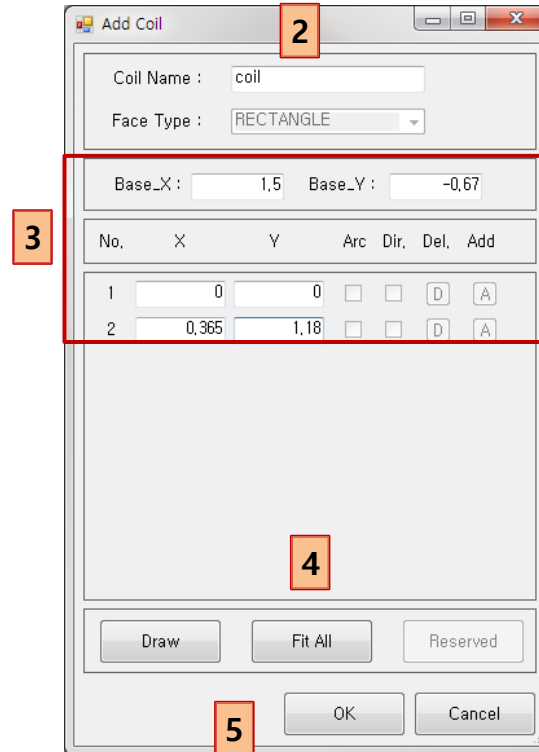 Add Coil
2
Coil Name : coil
Face Type : RECTANGLE
3
Base_X : 1,5 Base_Y : -0,67
No, X Y Arc Dir, Del, Add
1 0 0 D A
2 0,365 1,18 D A
4
Draw Fit All Reserved
5
OK Cancel